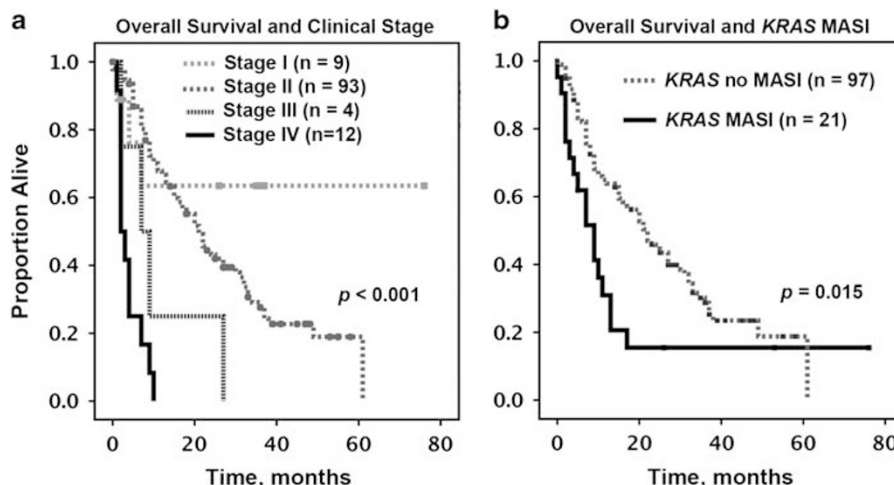 a
Overall Survival and Clinical Stage
Stage I (n = 9)
Stage II (n = 93)
Stage III (n = 4)
Stage IV (n=12)
p < 0.001
Proportion Alive
1.0
0.8
0.6
0.4
0.2
0.0
0 20 40 60 80
Time, months
b
Overall Survival and KRAS MASI
KRAS no MASI (n = 97)
KRAS MASI (n = 21)
p = 0.015
1.0
0.8
0.6
0.4
0.2
0.0
0 20 40 60 80
Time, months